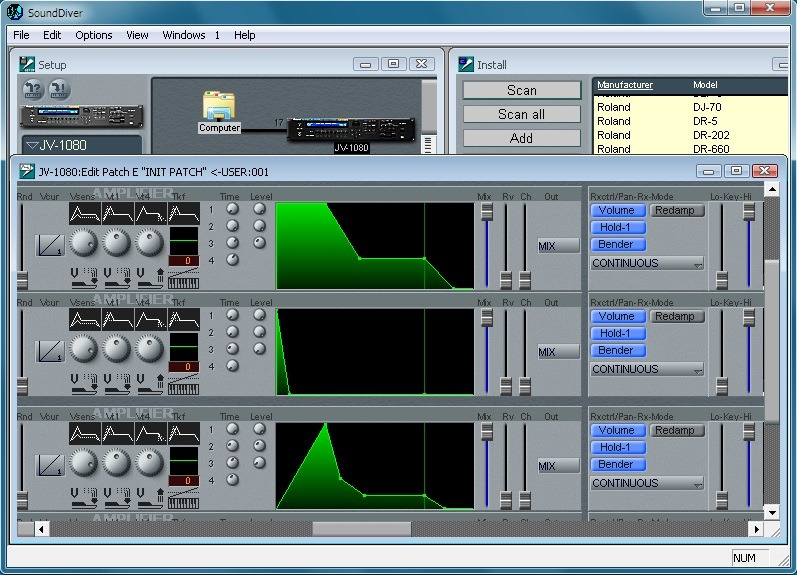 SoundDiver
File Edit Options View Windows 1 Help
Setup
Install
Computer
17
JV-1080
JV-1080
Scan
Scan all
Add
Manufacturer Model
Roland DJ-70
Roland DR-5
Roland DR-202
Roland DR-660
JV-1080:Edit Patch E "INIT PATCH" <-USER:001
AMPLIFIER
Rnd Vcur Vsens Vt1 Vt4 Tkf Time Level Mix Rv Ch Out Rxctrl/Pan-Rx-Mode Lo-Key-Hi
1
2
3
4
0
MIX
Volume Redamp
Hold-1
Bender
CONTINUOUS
AMPLIFIER
Rnd Vcur Vsens Vt1 Vt4 Tkf Time Level Mix Rv Ch Out Rxctrl/Pan-Rx-Mode Lo-Key-Hi
1
2
3
4
0
MIX
Volume Redamp
Hold-1
Bender
CONTINUOUS
AMPLIFIER
Rnd Vcur Vsens Vt1 Vt4 Tkf Time Level Mix Rv Ch Out Rxctrl/Pan-Rx-Mode Lo-Key-Hi
1
2
3
4
0
MIX
Volume Redamp
Hold-1
Bender
CONTINUOUS
AMPLIFIER
NUM